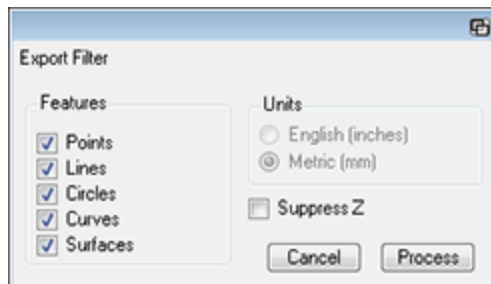 Export Filter
Features
Points
Lines
Circles
Curves
Surfaces
Units
English (inches)
Metric (mm)
Suppress Z
Cancel
Process